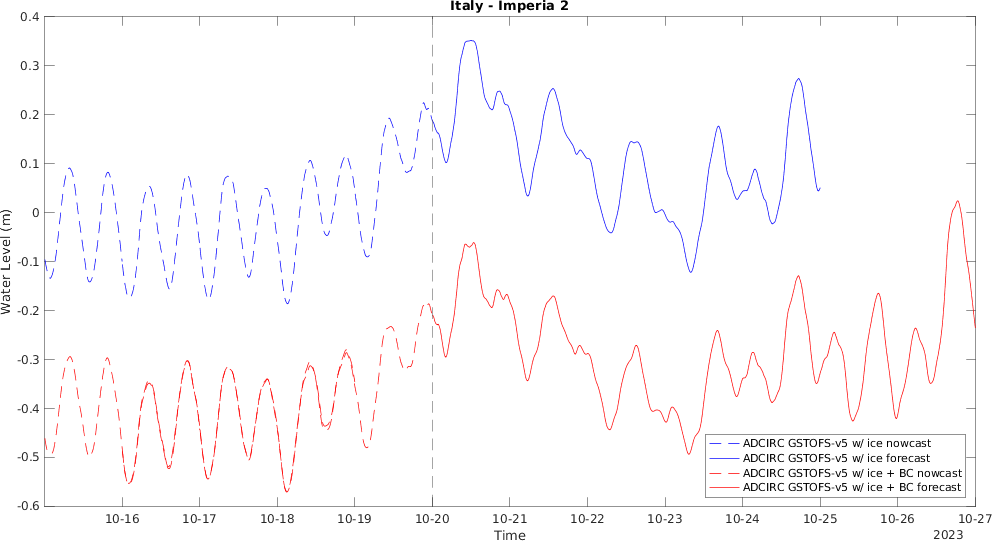 Italy - Imperia 2
0.4
0.3
0.2
0.1
0
-0.1
-0.2
-0.3
-0.4
-0.5
-0.6
Water Level (m)
ADCIRC GSTOFS-v5 w/ ice nowcast
ADCIRC GSTOFS-v5 w/ ice forecast
ADCIRC GSTOFS-v5 w/ ice + BC nowcast
ADCIRC GSTOFS-v5 w/ ice + BC forecast
10-16 10-17 10-18 10-19 10-20 10-21 10-22 10-23 10-24 10-25 10-26 10-27
Time
2023